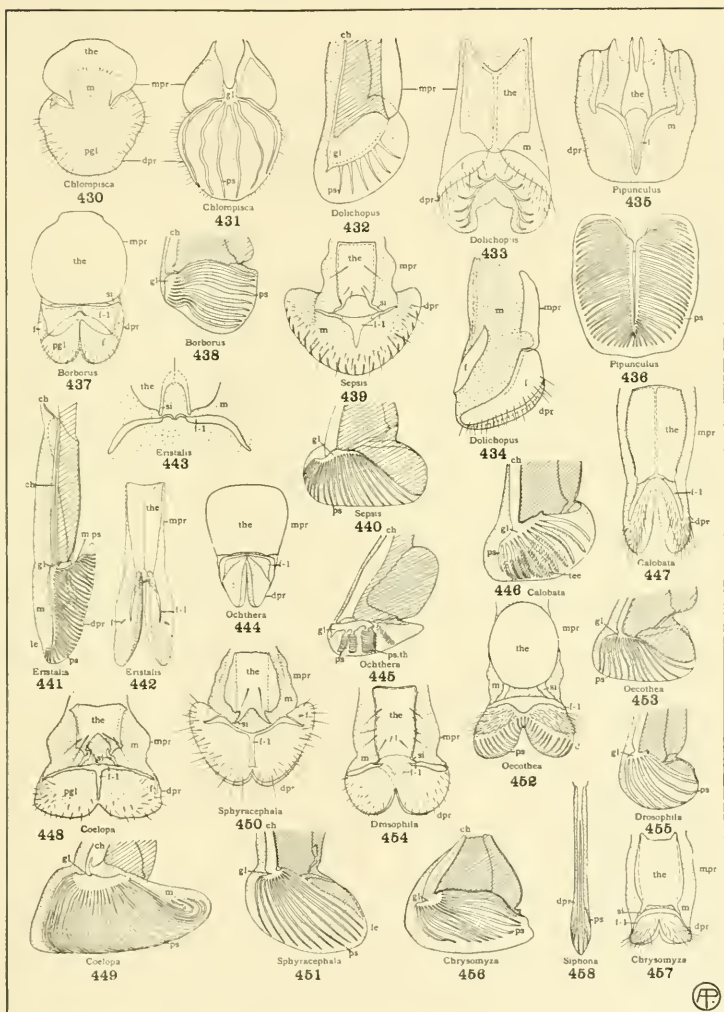 the
m
mpr
pgl
dpr
Chloropisca
430
gl
ps
Chloropisca
431
ch
mpr
gl
ps
Dolichopus
432
the
m
f
dpr
Dolichopus
433
f
m
dpr
Pipunculus
435
the
mpr
si
f-1
f
dpr
pgl
f
Borborus
437
ch
gl
ps
Borborus
438
the
mpr
si
dpr
m
f-1
Sepsis
439
m
mpr
f
f
dpr
Dolichopus
434
ps
Pipunculus
436
the
si
m
f-1
Eristalis
443
gl
ps
Sepsis
440
ch
ch
gl
m ps
m
dpr
le
ps
Eristalis
441
the
mpr
f
f-1
Eristalis
442
the
mpr
f-1
dpr
Ochthera
444
ch
gl
ps
ps.th
Ochthera
445
ch
gl
ps
tee
446 Calobata
the
mpr
f-1
dpr
Calobata
447
the
mpr
m
si
f-1
ps
Oecothea
452
gl
ps
Oecothea
453
the
m
mpr
si
f-1
pgl
f
dpr
448 Coelopa
the
mpr
m
f
si
f-1
dpr
Sphyracephala
450
the
mpr
m
si
f-1
dpr
Drosophila
454
gl
ps
Drosophila
455
gl
ch
m
ps
Coelopa
449
ch
gl
le
ps
Sphyracephala
451
ch
gl
ps
Chrysomyza
456
dpr
ps
Siphona
458
the
mpr
si
m
f-1
dpr
Chrysomyza
457